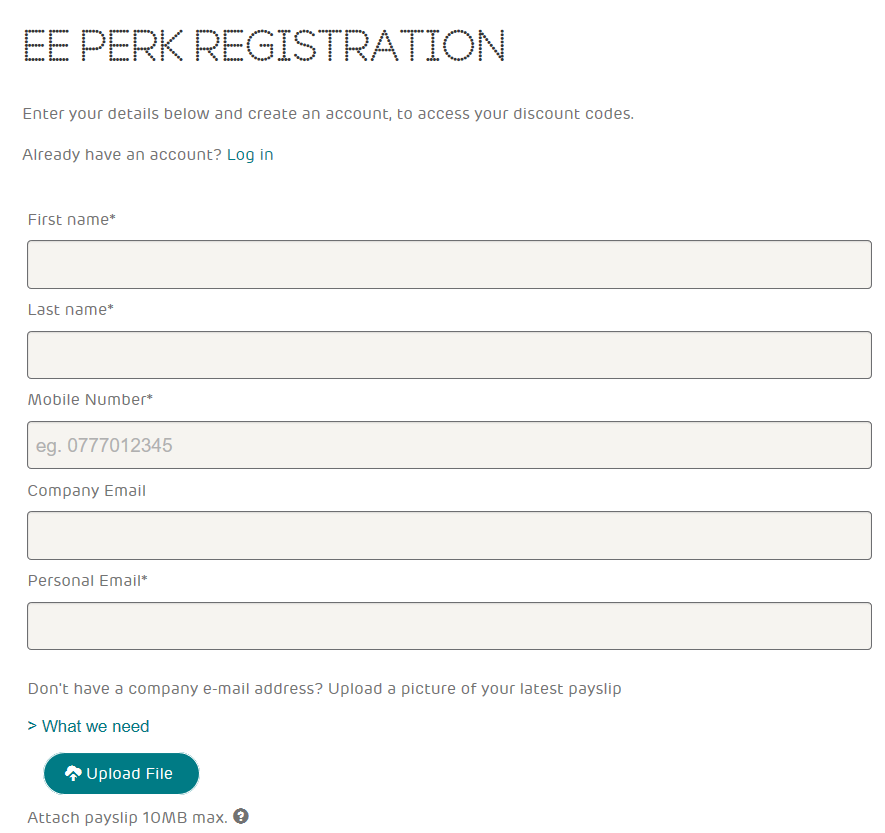 EE PERK REGISTRATION
Enter your details below and create an account, to access your discount codes.
Already have an account? Log in
First name*
Last name*
Mobile Number*
eg. 0777012345
Company Email
Personal Email*
Don't have a company e-mail address? Upload a picture of your latest payslip
> What we need
Upload File
Attach payslip 10MB max. ?